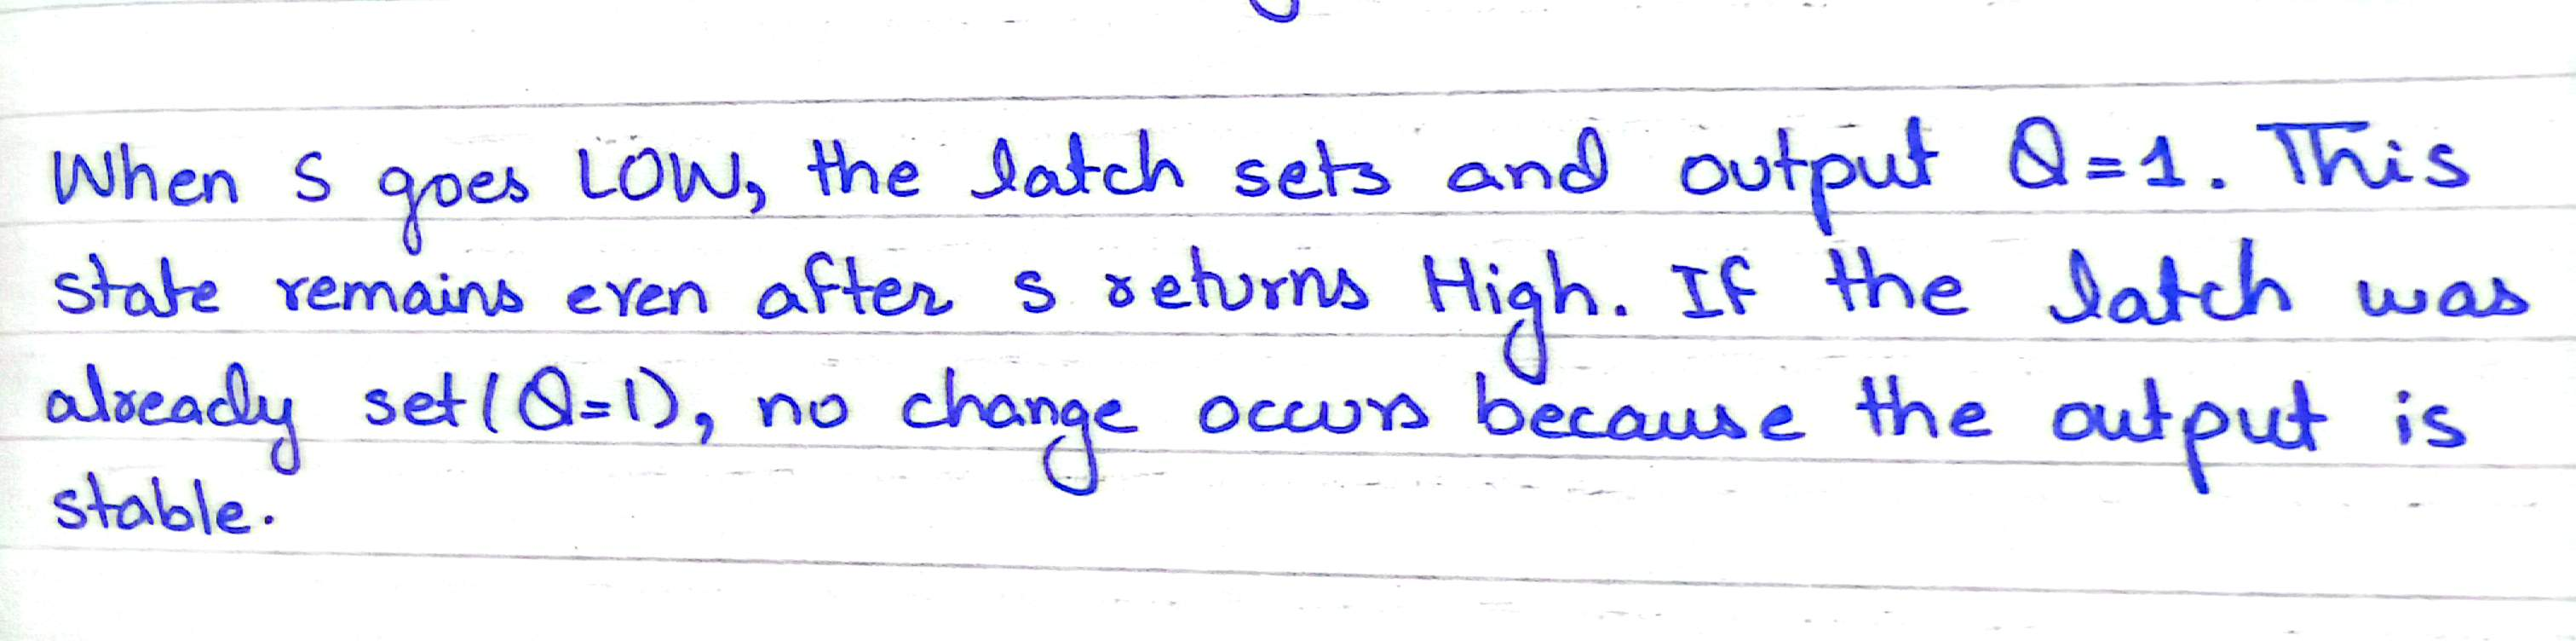 When S goes LOW, the latch sets and output Q=1. This
state remains even after s returns High. If the latch was
already set(Q=1), no change occurs because the output is
stable.